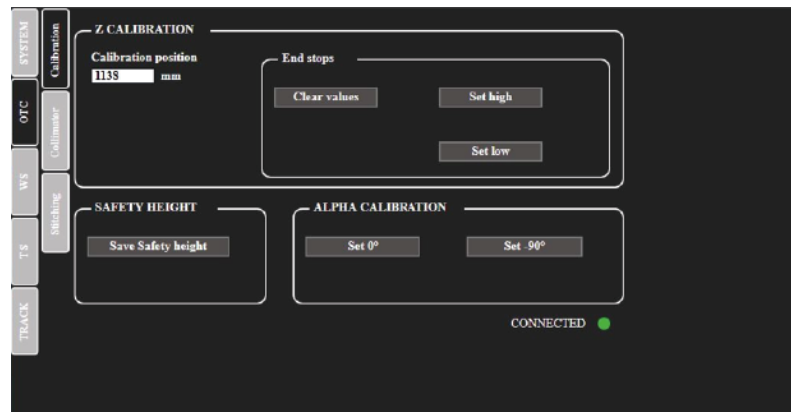 SYSTEM
OTC
WS
TS
TRACK
Calibration
Collimator
Stitching
Z CALIBRATION
Calibration position
1138 mm
End stops
Clear values
Set high
Set low
SAFETY HEIGHT
Save Safety height
ALPHA CALIBRATION
Set 0°
Set -90°
CONNECTED